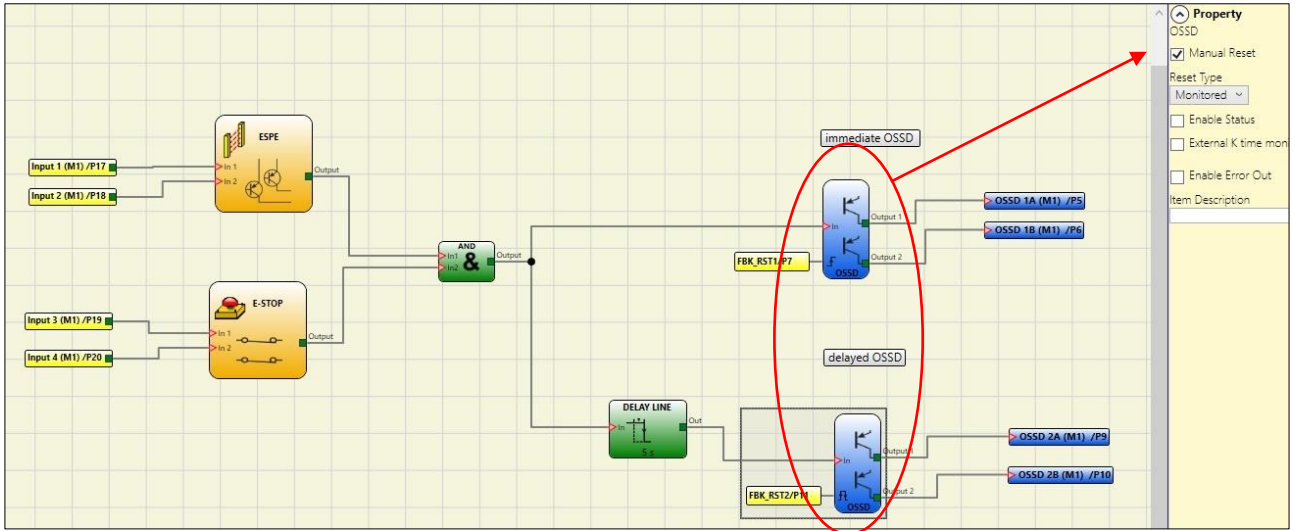 Property
OSSD
Manual Reset
Reset Type
Monitored
Enable Status
External K time moni
Enable Error Out
Item Description
ESPE
In 1
In 2
Output
Input 1 (M1) /P17
Input 2 (M1) /P18
immediate OSSD
In
Output 1
Output 2
OSSD
OSSD 1A (M1) /P5
OSSD 1B (M1) /P6
FBK_RST1/P7
AND
&
In1
In2
Output
E-STOP
In 1
In 2
Output
Input 3 (M1) /P19
Input 4 (M1) /P20
delayed OSSD
DELAY LINE
In
Out
5 s
In
Output 1
Output 2
OSSD
OSSD 2A (M1) /P9
OSSD 2B (M1) /P10
FBK_RST2/P11